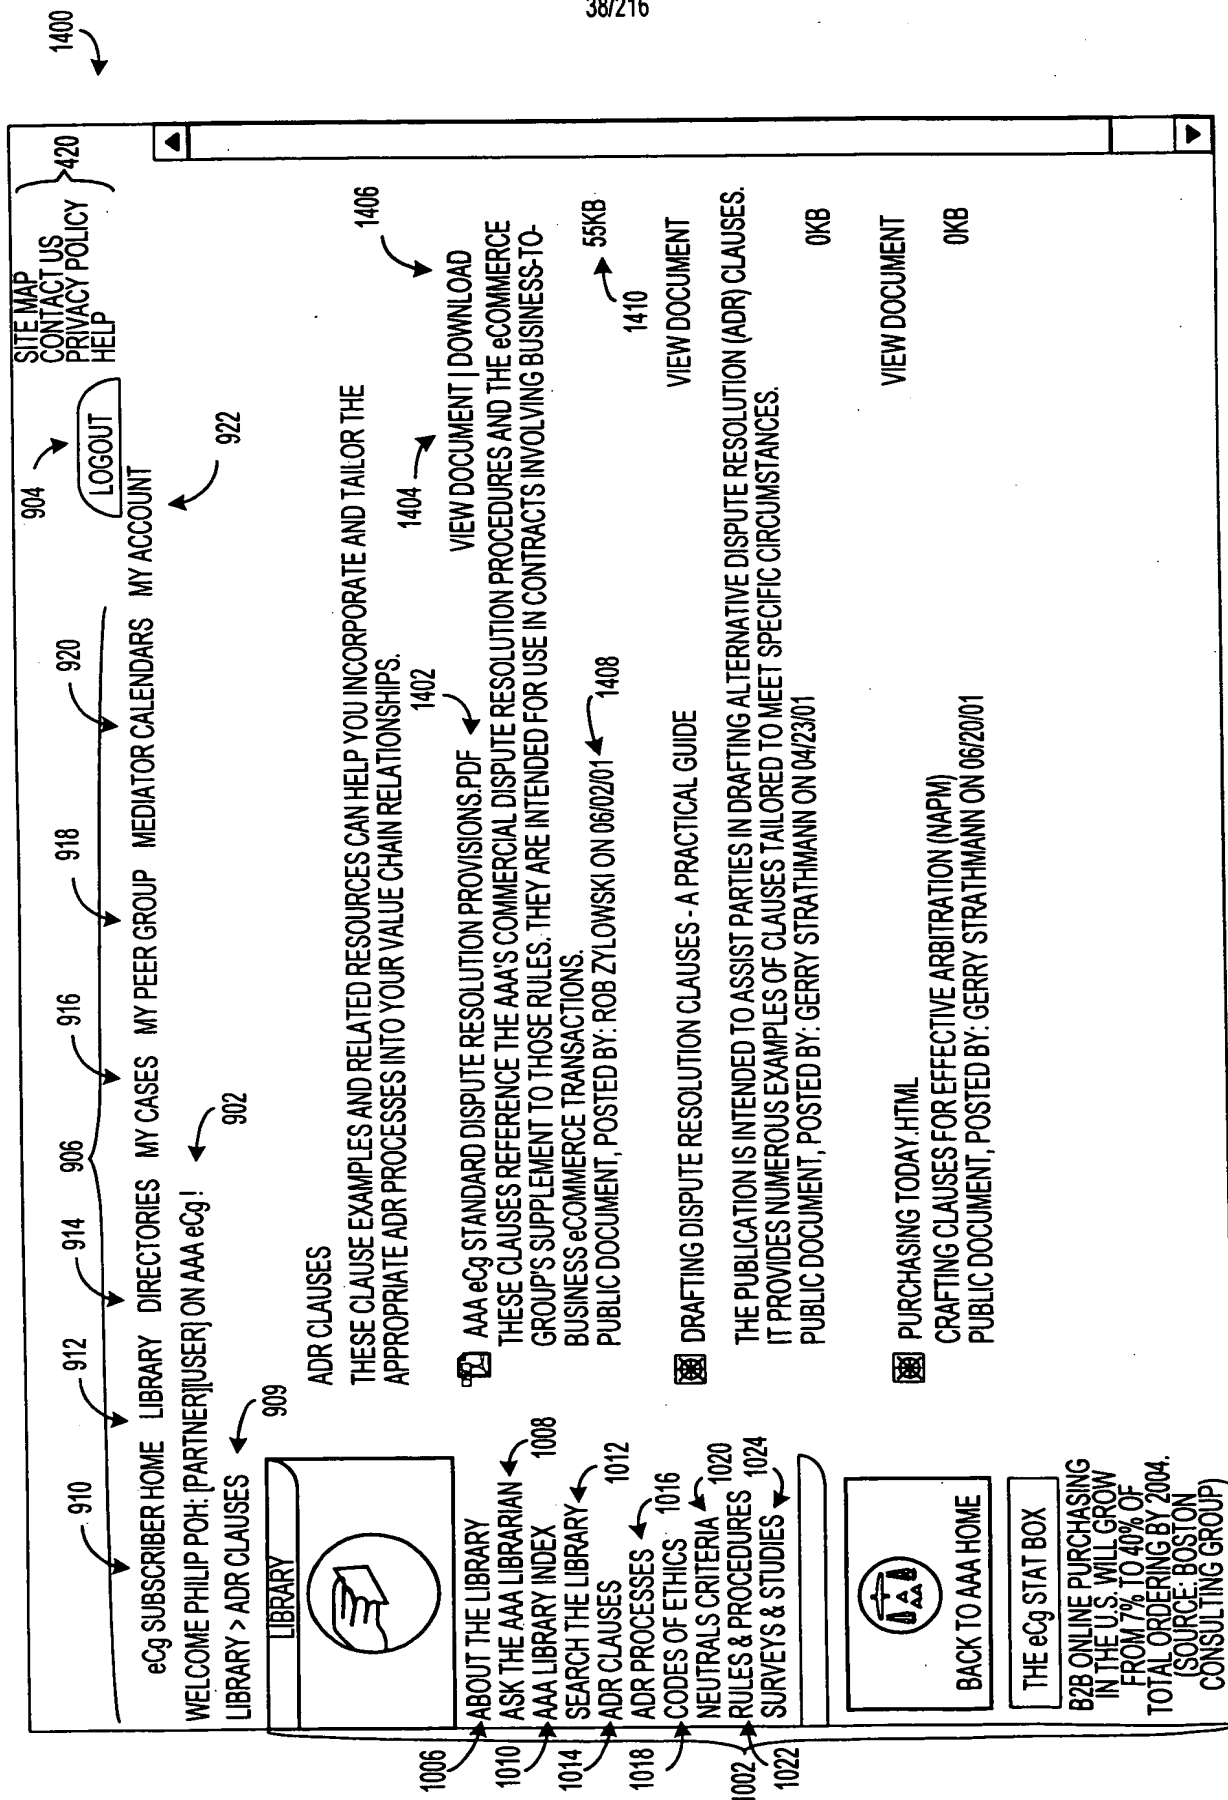 38/216
1400
SITE MAP
CONTACT US
PRIVACY POLICY
HELP
420
904
LOGOUT
906
910
912
914
916
918
920
922
eCg SUBSCRIBER HOME LIBRARY DIRECTORIES MY CASES MY PEER GROUP MEDIATOR CALENDARS MY ACCOUNT
WELCOME PHILIP POH: [PARTNER][USER] ON AAA eCg !
902
LIBRARY > ADR CLAUSES
909
LIBRARY
ABOUT THE LIBRARY
ASK THE AAA LIBRARIAN
AAA LIBRARY INDEX
SEARCH THE LIBRARY
ADR CLAUSES
ADR PROCESSES
CODES OF ETHICS
NEUTRALS CRITERIA
RULES & PROCEDURES
SURVEYS & STUDIES
1006
1008
1010
1012
1014
1016
1018
1020
1002
1022
1024
BACK TO AAA HOME
THE eCg STAT BOX
B2B ONLINE PURCHASING
IN THE U.S. WILL GROW
FROM 7% TO 40% OF
TOTAL ORDERING BY 2004.
(SOURCE: BOSTON
CONSULTING GROUP)
ADR CLAUSES
THESE CLAUSE EXAMPLES AND RELATED RESOURCES CAN HELP YOU INCORPORATE AND TAILOR THE
APPROPRIATE ADR PROCESSES INTO YOUR VALUE CHAIN RELATIONSHIPS.
1402
1404
1406
AAA eCg STANDARD DISPUTE RESOLUTION PROVISIONS.PDF VIEW DOCUMENT | DOWNLOAD
THESE CLAUSES REFERENCE THE AAA'S COMMERCIAL DISPUTE RESOLUTION PROCEDURES AND THE eCOMMERCE
GROUP'S SUPPLEMENT TO THOSE RULES. THEY ARE INTENDED FOR USE IN CONTRACTS INVOLVING BUSINESS-TO-
BUSINESS eCOMMERCE TRANSACTIONS.
PUBLIC DOCUMENT, POSTED BY: ROB ZYLOWSKI ON 06/02/01 55KB
1408
1410
DRAFTING DISPUTE RESOLUTION CLAUSES - A PRACTICAL GUIDE VIEW DOCUMENT
THE PUBLICATION IS INTENDED TO ASSIST PARTIES IN DRAFTING ALTERNATIVE DISPUTE RESOLUTION (ADR) CLAUSES.
IT PROVIDES NUMEROUS EXAMPLES OF CLAUSES TAILORED TO MEET SPECIFIC CIRCUMSTANCES.
PUBLIC DOCUMENT, POSTED BY: GERRY STRATHMANN ON 04/23/01 0KB
PURCHASING TODAY.HTML VIEW DOCUMENT
CRAFTING CLAUSES FOR EFFECTIVE ARBITRATION (NAPM)
PUBLIC DOCUMENT, POSTED BY: GERRY STRATHMANN ON 06/20/01 0KB